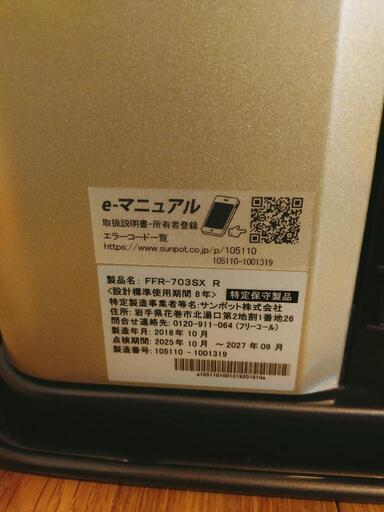 e-マニュアル
取扱説明書・所有者登録
エラーコード一覧
https://www.sunpot.co.jp/p/105110
105110-1001319
製品名: FFR-703SX R
<設計標準使用期間 8年> 特定保守製品
特定製造事業者等名: サンポット株式会社
住所: 岩手県花巻市北湯口第2地割1番地26
問合せ連絡先: 0120-911-064 (フリーコール)
製造年月: 2018年 10月
点検期間: 2025年 10月 ～ 2027年 09月
製造番号: 105110 -1001319
a1051101001319201810a